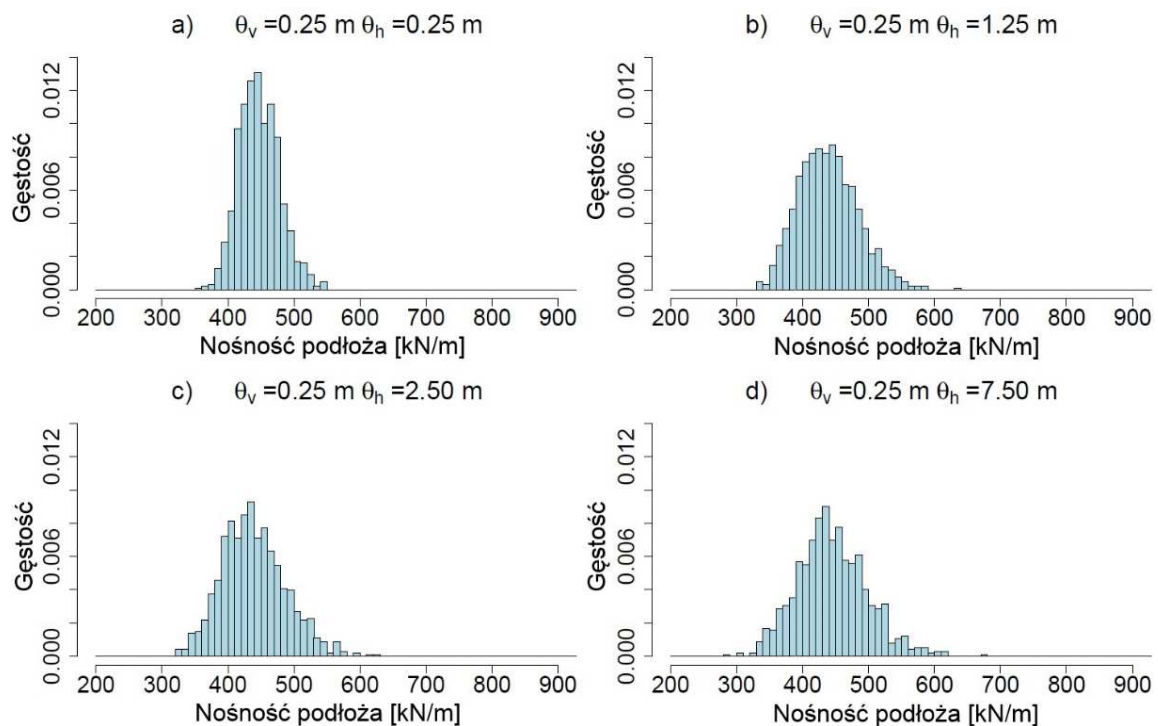 a) θv =0.25 m θh =0.25 m
Gęstość
0.000 0.006 0.012
200 300 400 500 600 700 800 900
Nośność podłoża [kN/m]
b) θv =0.25 m θh =1.25 m
Gęstość
0.000 0.006 0.012
200 300 400 500 600 700 800 900
Nośność podłoża [kN/m]
c) θv =0.25 m θh =2.50 m
Gęstość
0.000 0.006 0.012
200 300 400 500 600 700 800 900
Nośność podłoża [kN/m]
d) θv =0.25 m θh =7.50 m
Gęstość
0.000 0.006 0.012
200 300 400 500 600 700 800 900
Nośność podłoża [kN/m]